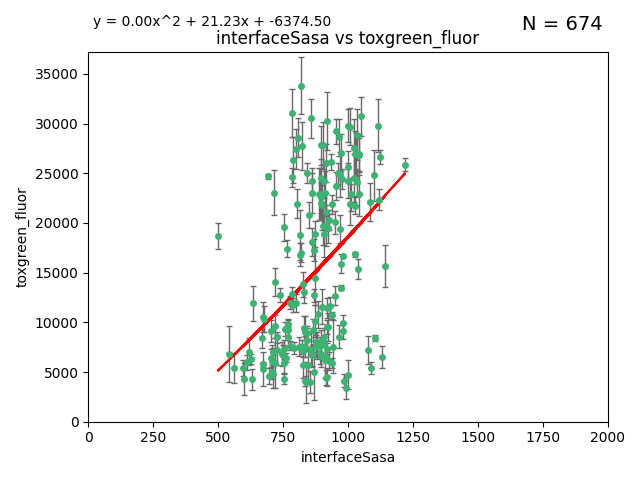 y = 0.00x^2 + 21.23x + -6374.50
N = 674
interfaceSasa vs toxgreen_fluor
toxgreen_fluor
35000
30000
25000
20000
15000
10000
5000
0
0 250 500 750 1000 1250 1500 1750 2000
interfaceSasa